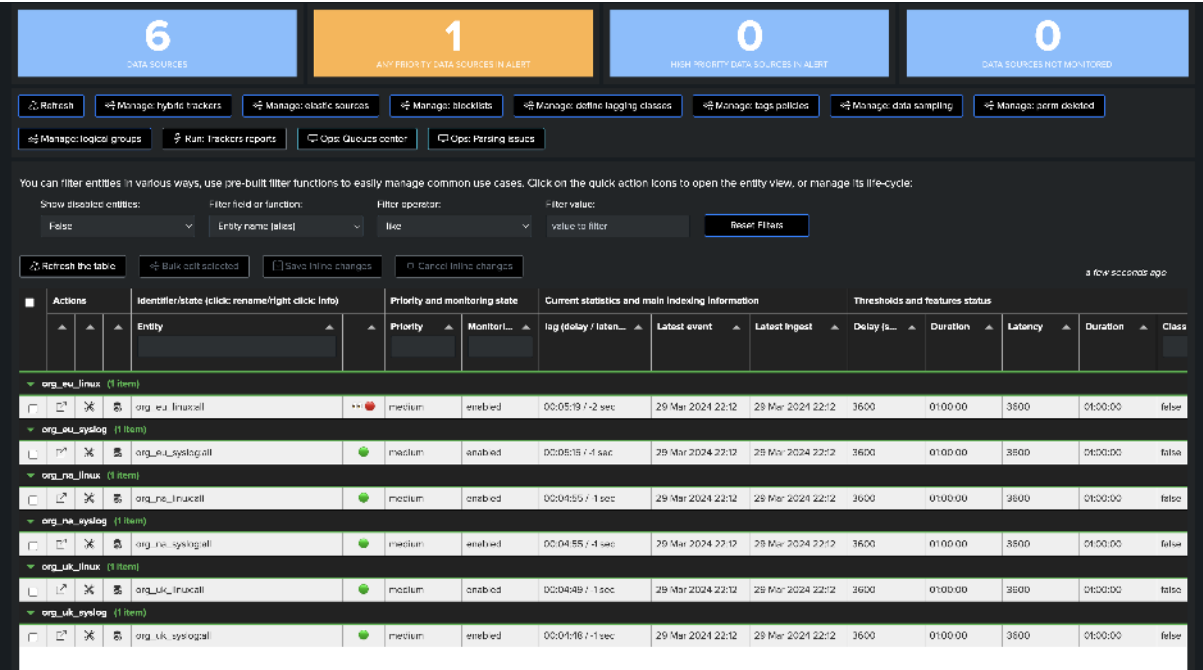 6 1 0 0
DATA SOURCES ANY PRIORITY DATA SOURCES IN ALERT HIGH PRIORITY DATA SOURCES IN ALERT DATA SOURCES NOT MONITORED
Refresh Manage: hybrid trackers Manage: elastic sources Manage: blocklists Manage: define lagging classes Manage: tags policies Manage: data sampling Manage: perm deleted
Manage: logical groups Run: Trackers reports Ops: Queues center Ops: Parsing issues
You can filter entities in various ways, use pre-built filter functions to easily manage common use cases. Click on the quick action icons to open the entity view, or manage its life-cycle:
Show disabled entities: Filter field or function: Filter operator: Filter value:
False Entity name (alias) like value to filter Reset Filters
Refresh the table Bulk edit selected Save inline changes Cancel inline changes
a few seconds ago
Actions Identifier/state (click: rename/right click: info) Priority and monitoring state Current statistics and main indexing information Thresholds and features status
Entity Priority Monitori... lag (delay / laten... Latest event Latest ingest Delay (s... Duration Latency Duration Class
org_eu_linux (1 item)
org_eu_linux:all medium enabled 00:05:19 / -2 sec 29 Mar 2024 22:12 29 Mar 2024 22:12 3600 01:00:00 3600 01:00:00 false
org_eu_syslog (1 item)
org_eu_syslog:all medium enabled 00:05:15 / -1 sec 29 Mar 2024 22:12 29 Mar 2024 22:12 3600 01:00:00 3600 01:00:00 false
org_na_linux (1 item)
org_na_linux:all medium enabled 00:04:55 / -1 sec 29 Mar 2024 22:12 29 Mar 2024 22:12 3600 01:00:00 3600 01:00:00 false
org_na_syslog (1 item)
org_na_syslog:all medium enabled 00:04:55 / -1 sec 29 Mar 2024 22:12 29 Mar 2024 22:12 3600 01:00:00 3600 01:00:00 false
org_uk_linux (1 item)
org_uk_linux:all medium enabled 00:04:49 / -1 sec 29 Mar 2024 22:12 29 Mar 2024 22:12 3600 01:00:00 3600 01:00:00 false
org_uk_syslog (1 item)
org_uk_syslog:all medium enabled 00:04:46 / -1 sec 29 Mar 2024 22:12 29 Mar 2024 22:12 3600 01:00:00 3600 01:00:00 false